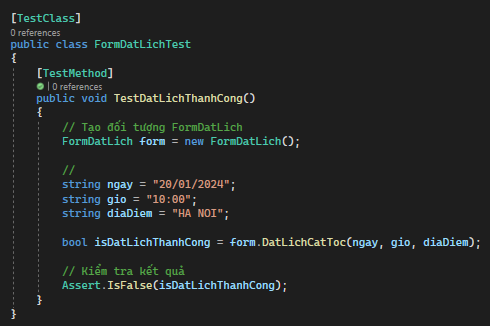 [TestClass]
0 references
public class FormDatLichTest
{
[TestMethod]
0 references
public void TestDatLichThanhCong()
{
// Tạo đối tượng FormDatLich
FormDatLich form = new FormDatLich();
//
string ngay = "20/01/2024";
string gio = "10:00";
string diaDiem = "HA NOI";
bool isDatLichThanhCong = form.DatLichCatToc(ngay, gio, diaDiem);
// Kiểm tra kết quả
Assert.IsFalse(isDatLichThanhCong);
}
}